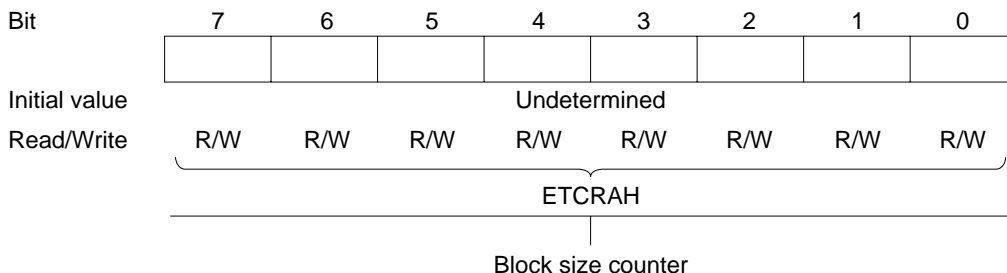 Bit 7 6 5 4 3 2 1 0
Initial value Undetermined
Read/Write R/W R/W R/W R/W R/W R/W R/W R/W
ETCRAH
Block size counter